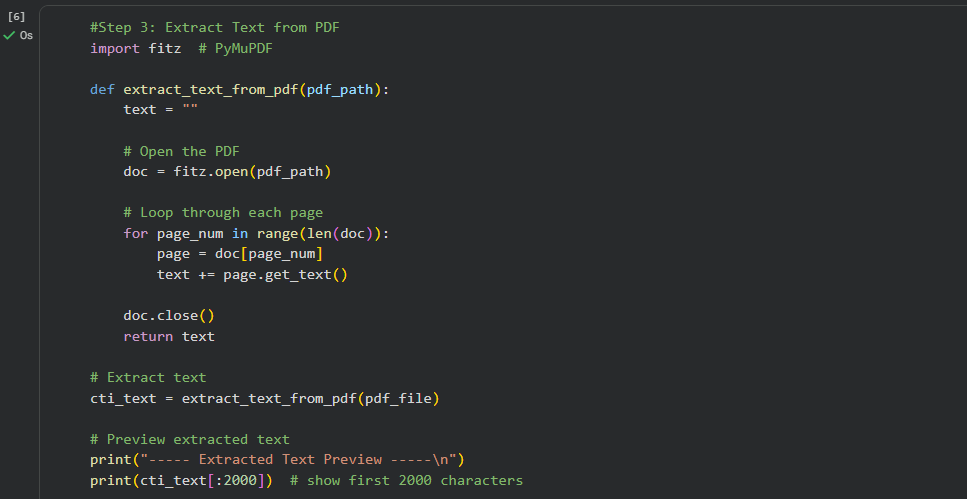 [6]
0s
#Step 3: Extract Text from PDF
import fitz  # PyMuPDF

def extract_text_from_pdf(pdf_path):
    text = ""

    # Open the PDF
    doc = fitz.open(pdf_path)

    # Loop through each page
    for page_num in range(len(doc)):
        page = doc[page_num]
        text += page.get_text()

    doc.close()
    return text

# Extract text
cti_text = extract_text_from_pdf(pdf_file)

# Preview extracted text
print("----- Extracted Text Preview -----\n")
print(cti_text[:2000])  # show first 2000 characters